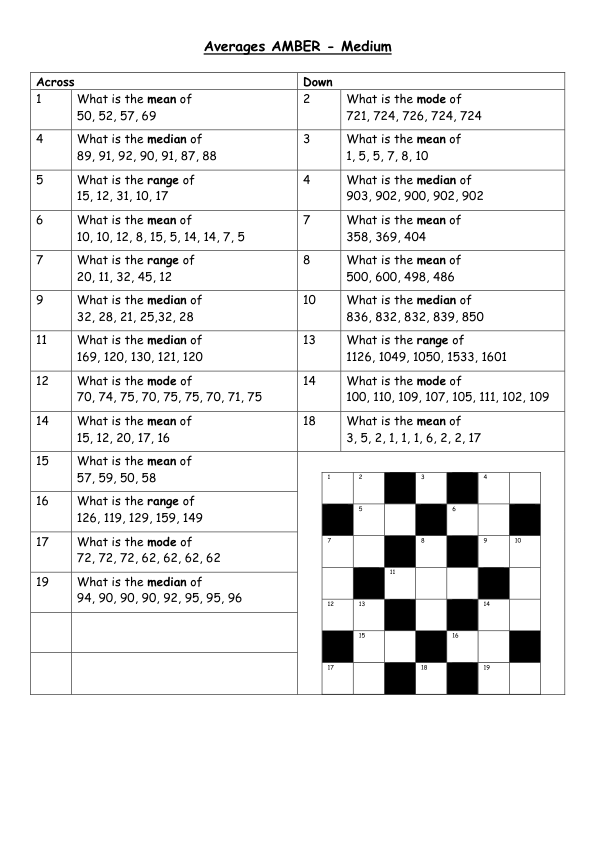 Averages AMBER - Medium
Across
Down
1
What is the mean of
50, 52, 57, 69
2
What is the mode of
721, 724, 726, 724, 724
4
What is the median of
89, 91, 92, 90, 91, 87, 88
3
What is the mean of
1, 5, 5, 7, 8, 10
5
What is the range of
15, 12, 31, 10, 17
4
What is the median of
903, 902, 900, 902, 902
6
What is the mean of
10, 10, 12, 8, 15, 5, 14, 14, 7, 5
7
What is the mean of
358, 369, 404
7
What is the range of
20, 11, 32, 45, 12
8
What is the mean of
500, 600, 498, 486
9
What is the median of
32, 28, 21, 25,32, 28
10
What is the median of
836, 832, 832, 839, 850
11
What is the median of
169, 120, 130, 121, 120
13
What is the range of
1126, 1049, 1050, 1533, 1601
12
What is the mode of
70, 74, 75, 70, 75, 75, 70, 71, 75
14
What is the mode of
100, 110, 109, 107, 105, 111, 102, 109
14
What is the mean of
15, 12, 20, 17, 16
18
What is the mean of
3, 5, 2, 1, 1, 1, 6, 2, 2, 17
15
What is the mean of
57, 59, 50, 58
16
What is the range of
126, 119, 129, 159, 149
17
What is the mode of
72, 72, 72, 62, 62, 62, 62
19
What is the median of
94, 90, 90, 90, 92, 95, 95, 96
1 2 3 4
5 6
7 8 9 10
11
12 13 14
15 16
17 18 19